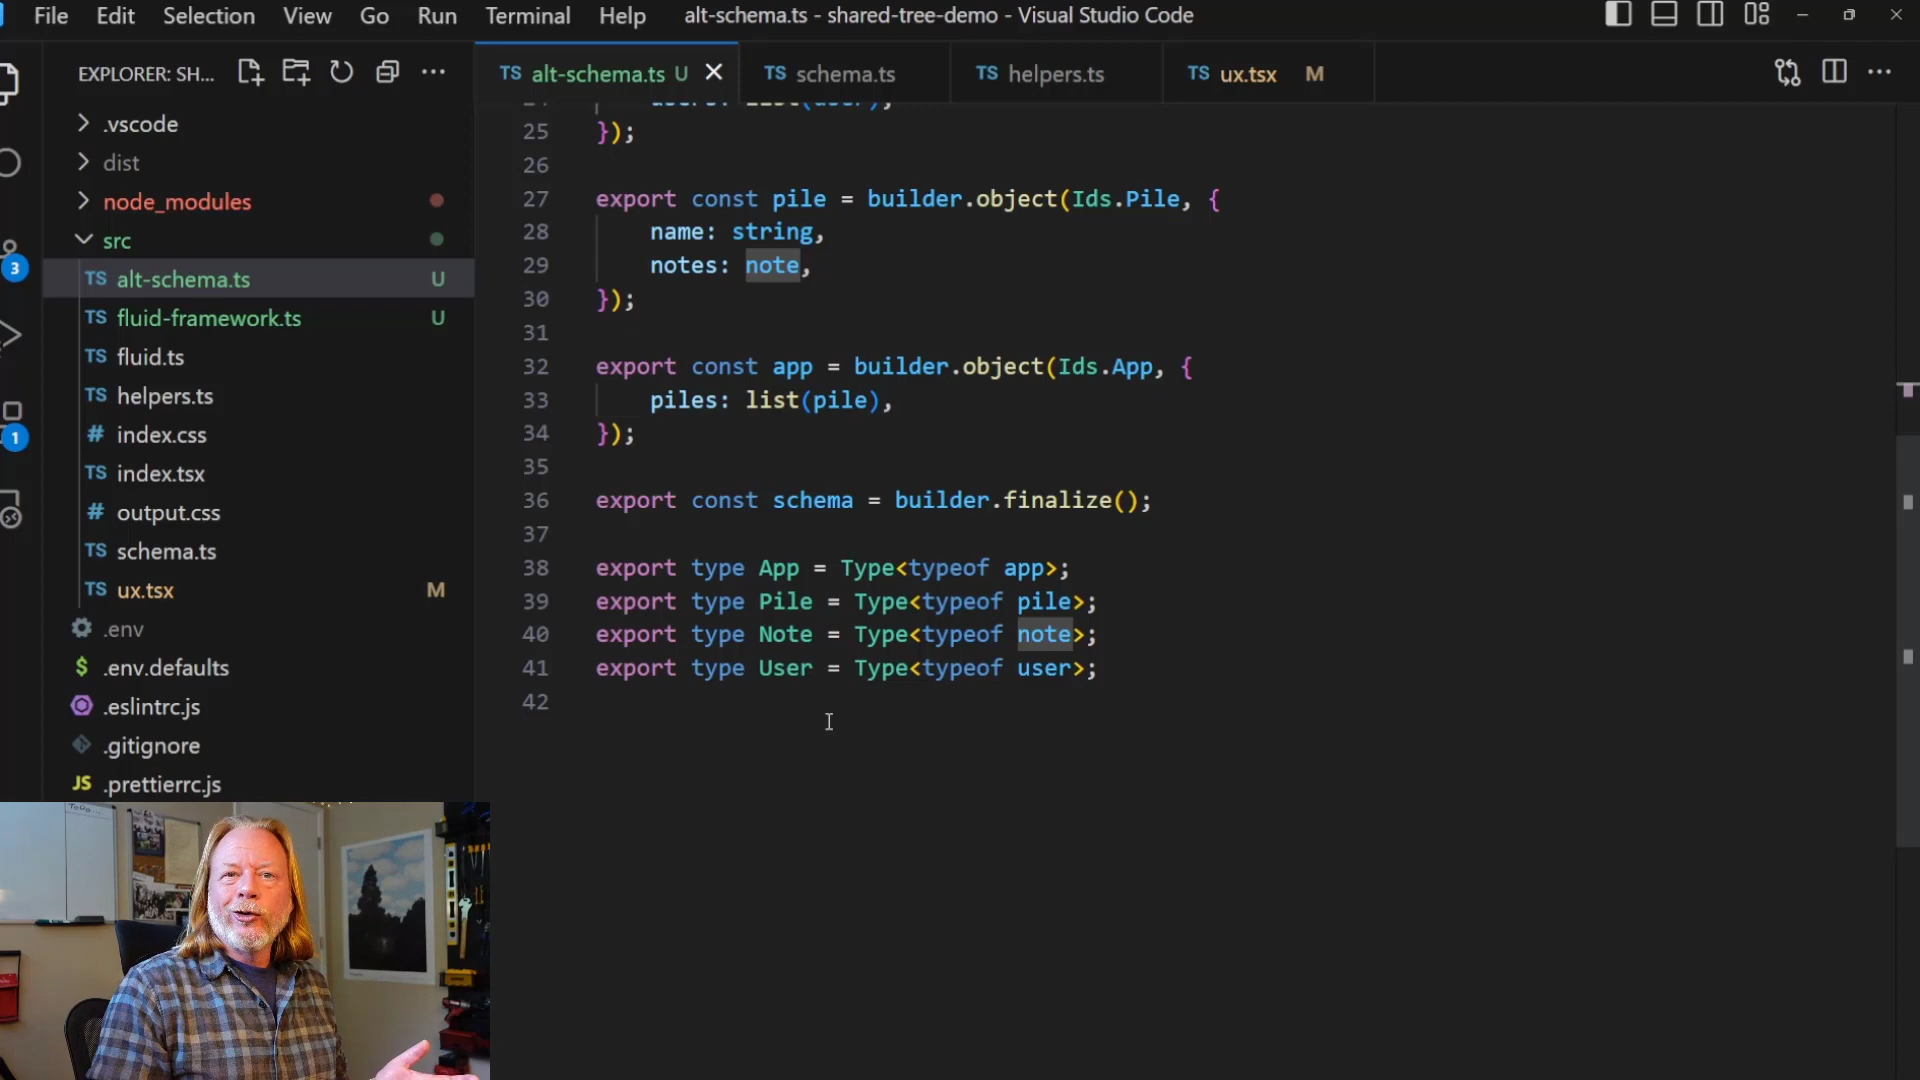 File Edit Selection View Go Run Terminal Help alt-schema.ts - shared-tree-demo - Visual Studio Code
EXPLORER: SH...
TS alt-schema.ts U
TS schema.ts
TS helpers.ts
TS ux.tsx M
.vscode
dist
node_modules
src
TS alt-schema.ts U
TS fluid-framework.ts U
TS fluid.ts
TS helpers.ts
# index.css
TS index.tsx
# output.css
TS schema.ts
TS ux.tsx M
.env
$ .env.defaults
.eslintrc.js
.gitignore
JS .prettierrc.js
3
1
25 });
26
27 export const pile = builder.object(Ids.Pile, {
28 name: string,
29 notes: note,
30 });
31
32 export const app = builder.object(Ids.App, {
33 piles: list(pile),
34 });
35
36 export const schema = builder.finalize();
37
38 export type App = Type<typeof app>;
39 export type Pile = Type<typeof pile>;
40 export type Note = Type<typeof note>;
41 export type User = Type<typeof user>;
42